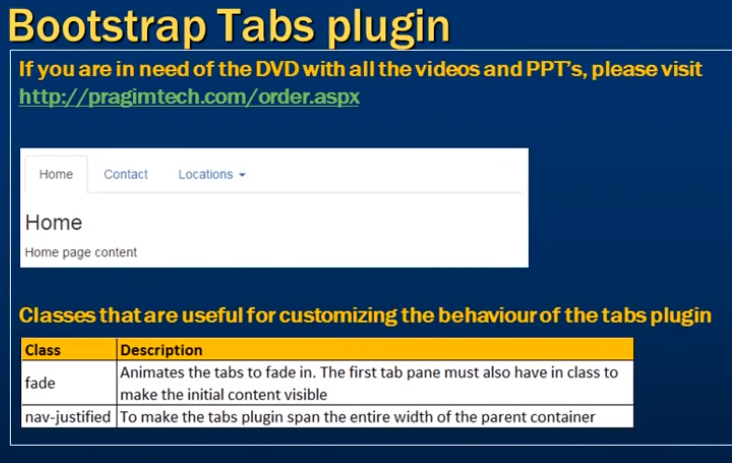 Bootstrap Tabs plugin
If you are in need of the DVD with all the videos and PPT's, please visit
http://pragimtech.com/order.aspx
Home Contact Locations
Home
Home page content
Classes that are useful for customizing the behaviour of the tabs plugin
Class Description
fade Animates the tabs to fade in. The first tab pane must also have in class to
make the initial content visible
nav-justified To make the tabs plugin span the entire width of the parent container